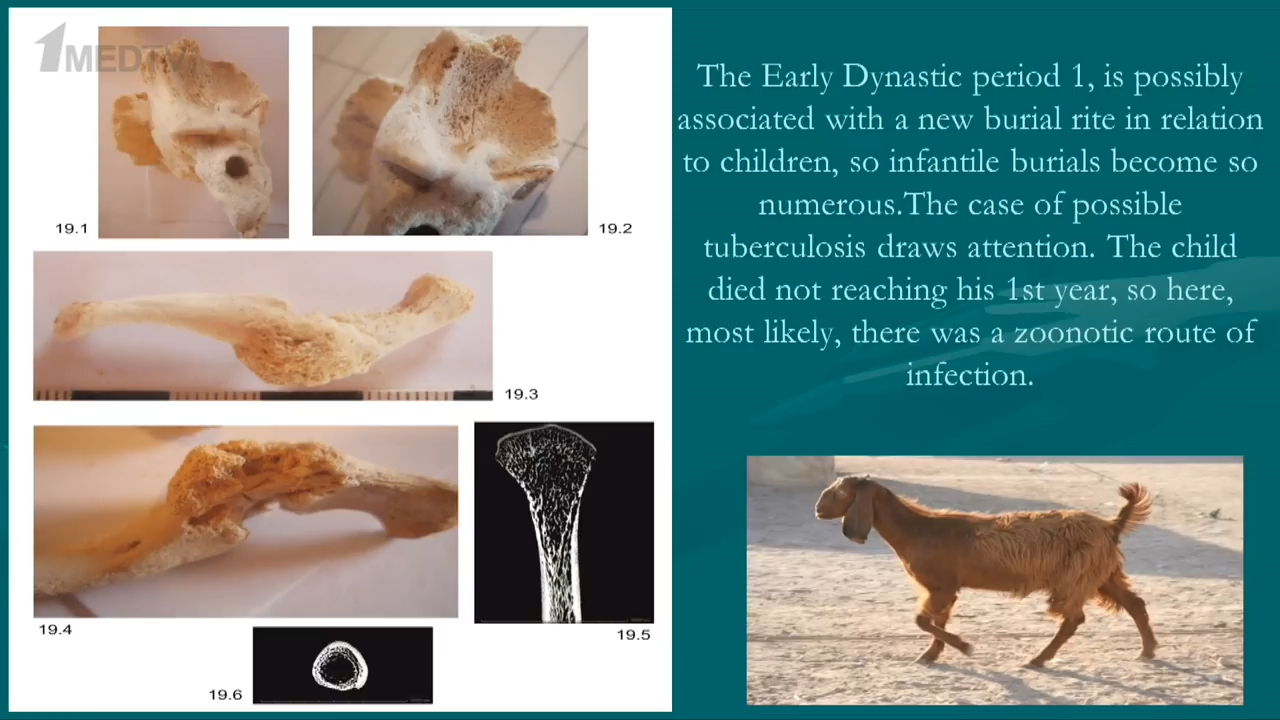 1MEDTV
19.1
19.2
19.3
19.4
19.5
19.6
The Early Dynastic period 1, is possibly
associated with a new burial rite in relation
to children, so infantile burials become so
numerous.The case of possible
tuberculosis draws attention. The child
died not reaching his 1st year, so here,
most likely, there was a zoonotic route of
infection.